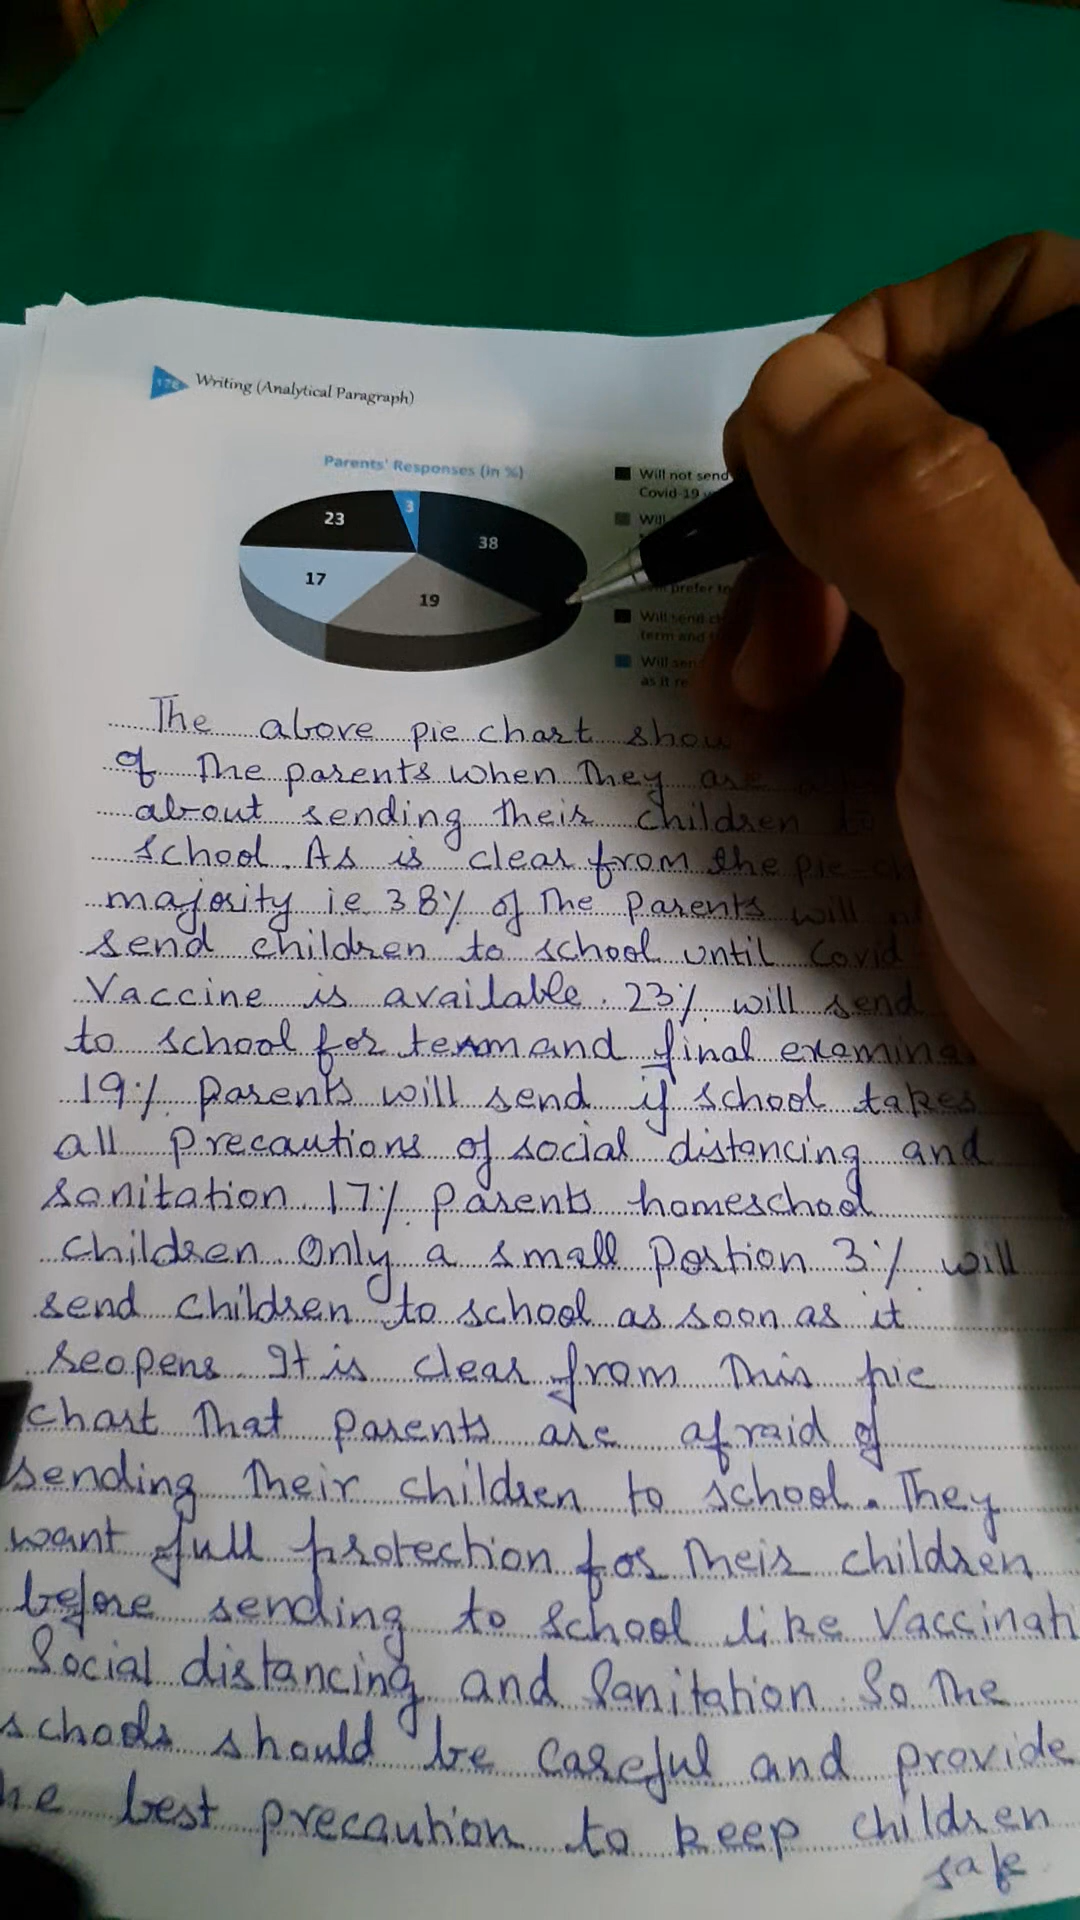 178 Writing (Analytical Paragraph)
Parents' Responses (in %)
23
3
38
17
19
Will not send
Covid-19
Will
prefer to
Will send
term and
Will sen
as it re
The above pie chart show
of the parents when they are
about sending their children to
school. As is clear from the pie
majority ie 38% of the parents will
send children to school until Covid
Vaccine is available. 23% will send
to school for term and final examina
19% parents will send if school takes
all precautions of social distancing and
sanitation. 17% Parents homeschool
children. Only a small Portion 3% will
send children to school as soon as it
reopens. It is clear from this pie
chart that parents are afraid of
sending their children to school. They
want full protection for their children
before sending to school like Vaccinati
Social distancing and Sanitation. So the
schools should be careful and provide
he best precaution to keep children
safe